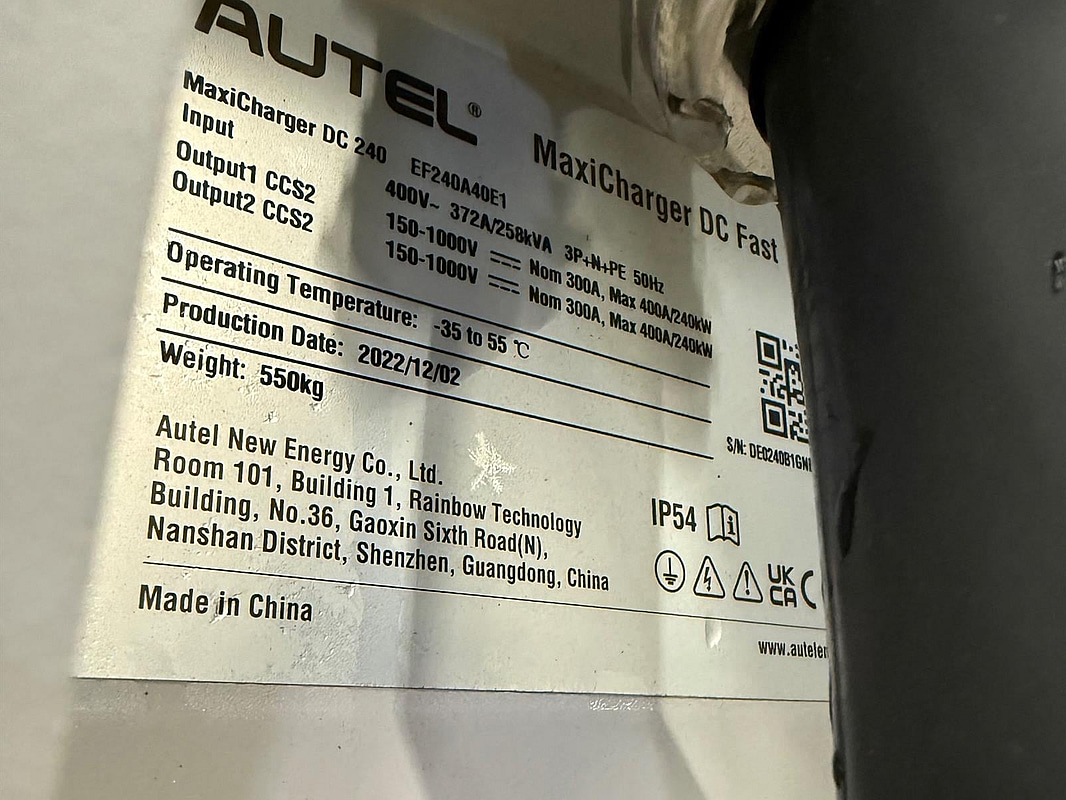 AUTEL®
MaxiCharger DC Fast
MaxiCharger DC 240 EF240A40E1
Input 400V~ 372A/258kVA 3P+N+PE 50Hz
Output1 CCS2 150-1000V ⎓ Nom 300A, Max 400A/240kW
Output2 CCS2 150-1000V ⎓ Nom 300A, Max 400A/240kW
Operating Temperature: -35 to 55 ℃
Production Date: 2022/12/02
Weight: 550kg
S/N: DE0240B1GN
Autel New Energy Co., Ltd.
Room 101, Building 1, Rainbow Technology
Building, No.36, Gaoxin Sixth Road(N),
Nanshan District, Shenzhen, Guangdong, China
IP54
UK
CA
Made in China
www.auteler